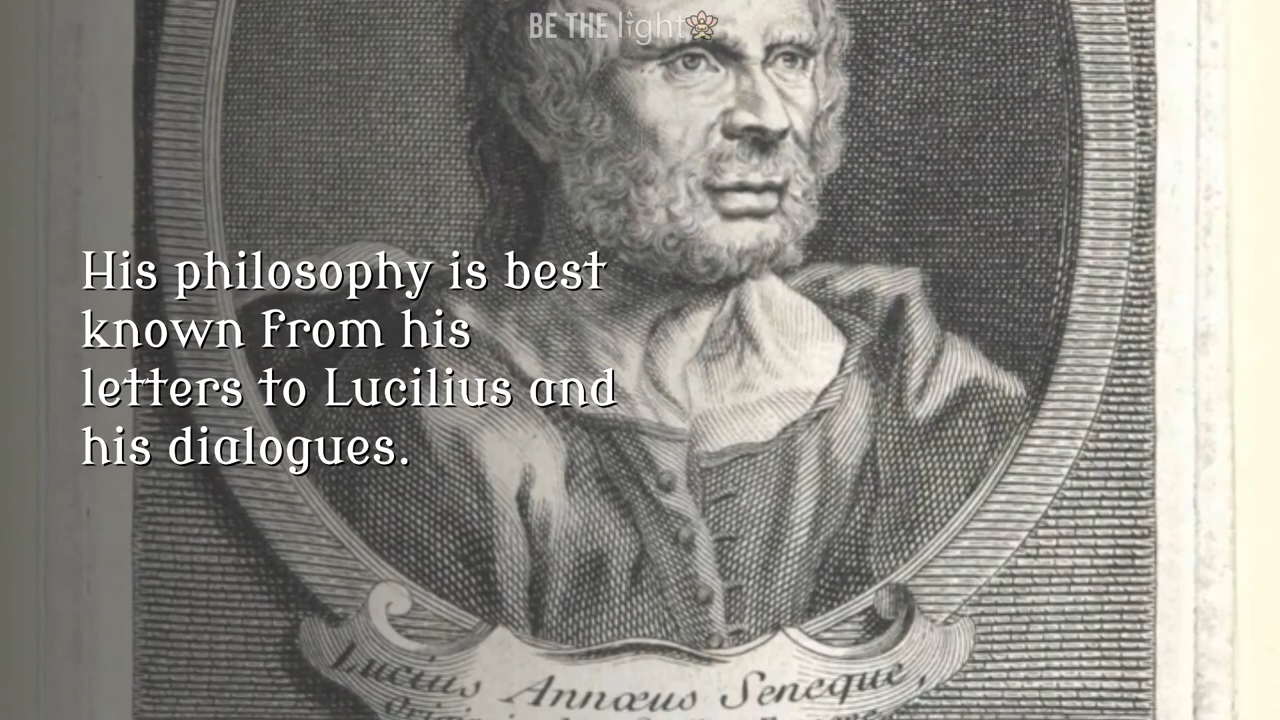 BE THE light
His philosophy is best
known from his
letters to Lucilius and
his dialogues.
Lucius Annæus Seneque,